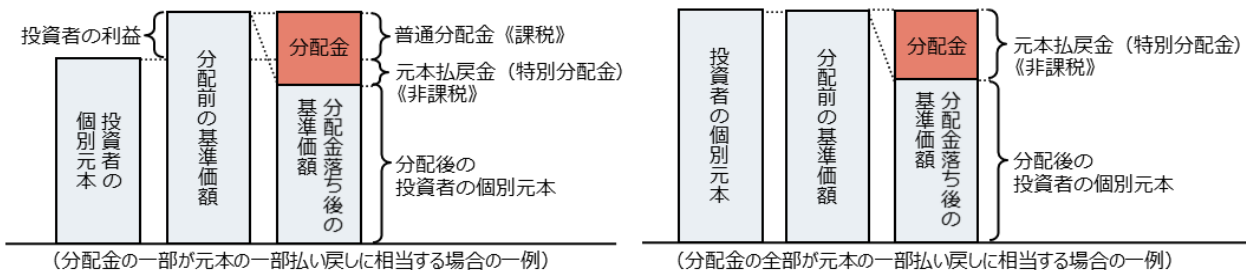 投資者の利益
投資者の
個別元本
分配前の基準価額
分配金
分配金落ち後の
基準価額
普通分配金《課税》
元本払戻金（特別分配金）
《非課税》
分配後の
投資者の個別元本
（分配金の一部が元本の一部払い戻しに相当する場合の一例）
投資者の個別元本
分配前の基準価額
分配金
分配金落ち後の
基準価額
元本払戻金（特別分配金）
《非課税》
分配後の
投資者の個別元本
（分配金の全部が元本の一部払い戻しに相当する場合の一例）